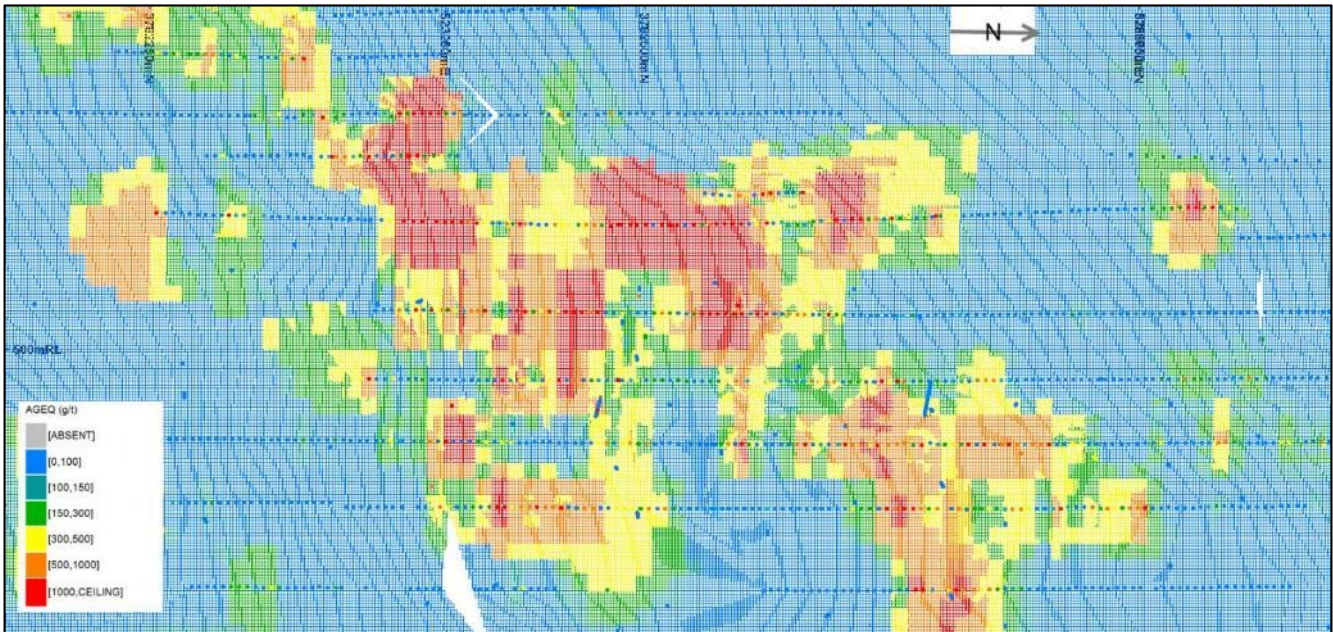 N
500mRL
AGEQ (g/t)
[ABSENT]
[0,100]
[100,150]
[150,300]
[300,500]
[500,1000]
[1000,CEILING]